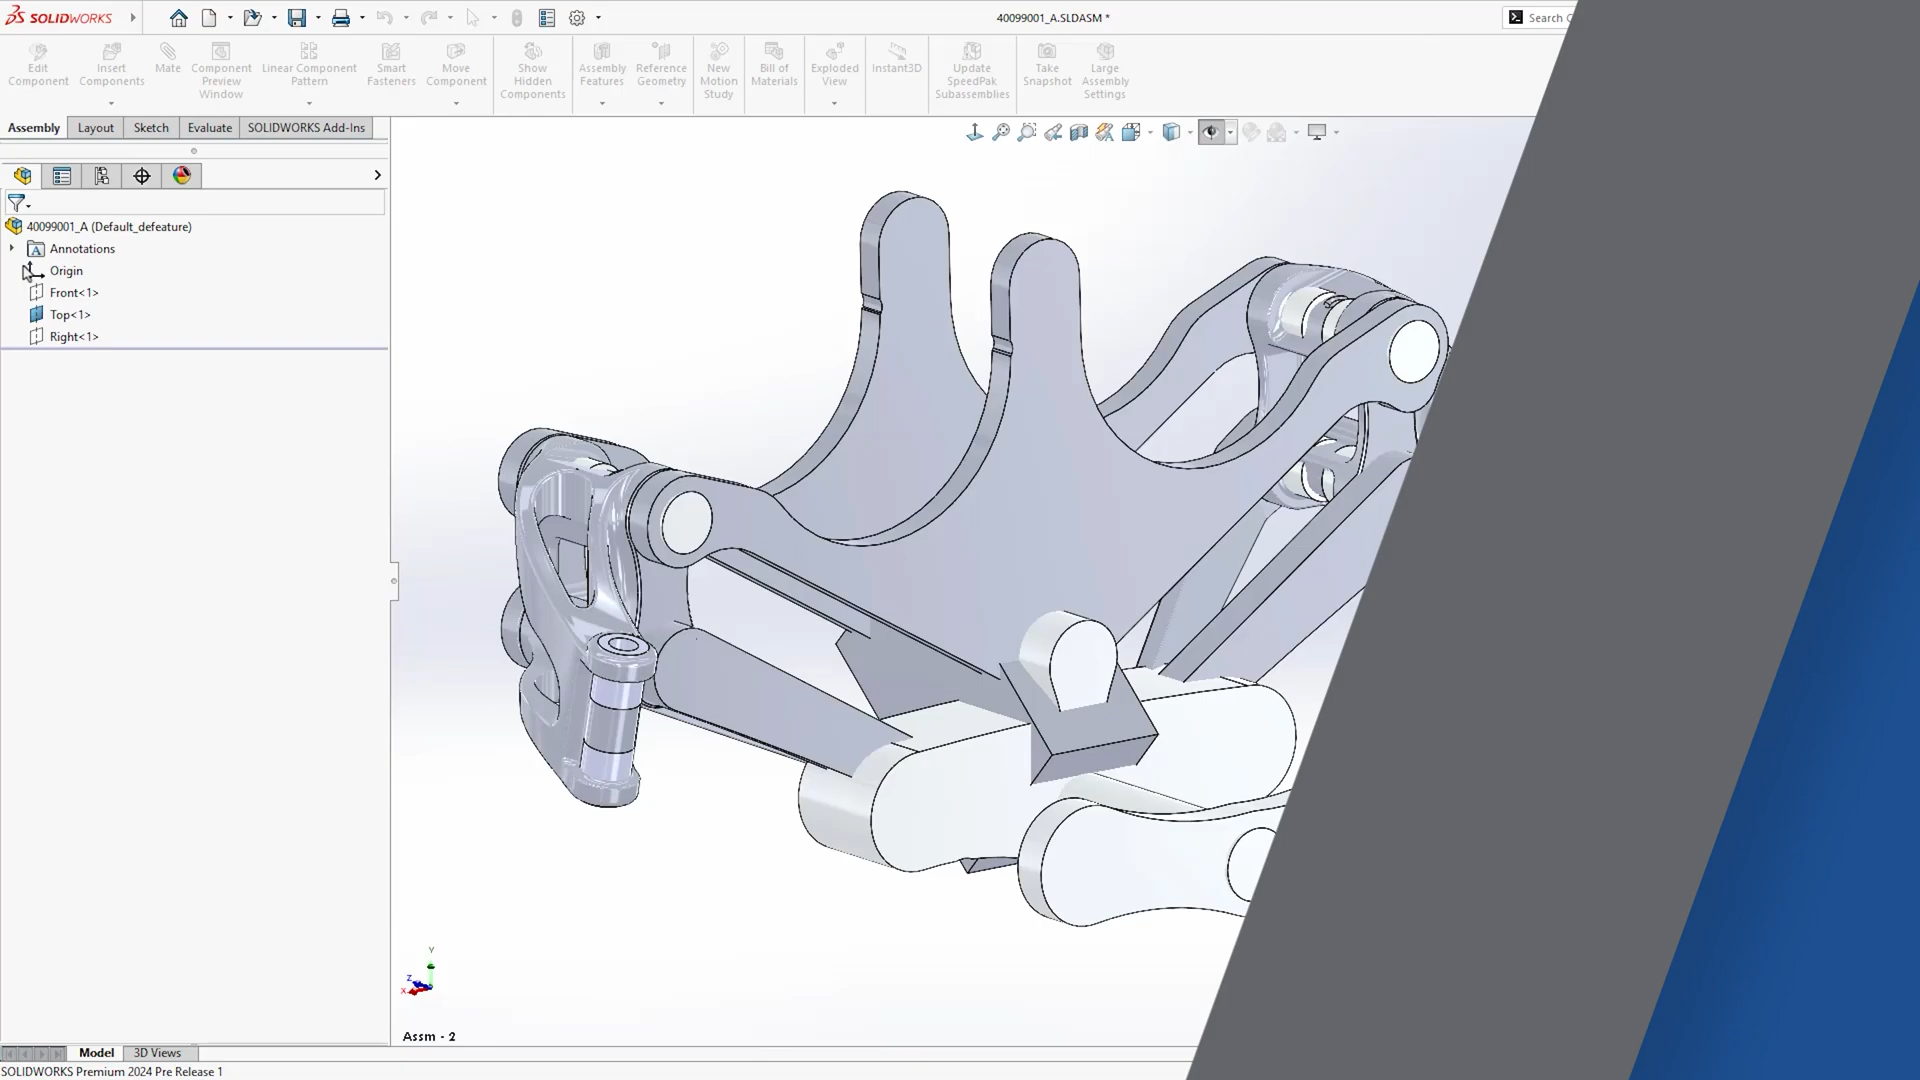 SOLIDWORKS
40099001_A.SLDASM *
Search
Edit Component
Insert Components
Mate
Component Preview Window
Linear Component Pattern
Smart Fasteners
Move Component
Show Hidden Components
Assembly Features
Reference Geometry
New Motion Study
Bill of Materials
Exploded View
Instant3D
Update SpeedPak Subassemblies
Take Snapshot
Large Assembly Settings
Assembly
Layout
Sketch
Evaluate
SOLIDWORKS Add-Ins
40099001_A (Default_defeature)
A
Annotations
Origin
Front<1>
Top<1>
Right<1>
Y
Z
X
Assm - 2
Model
3D Views
SOLIDWORKS Premium 2024 Pre Release 1